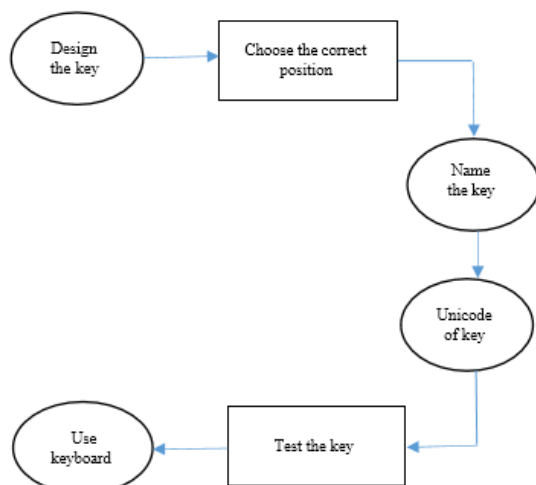 Design
the key
Choose the correct
position
Name
the key
Unicode
of key
Test the key
Use
keyboard